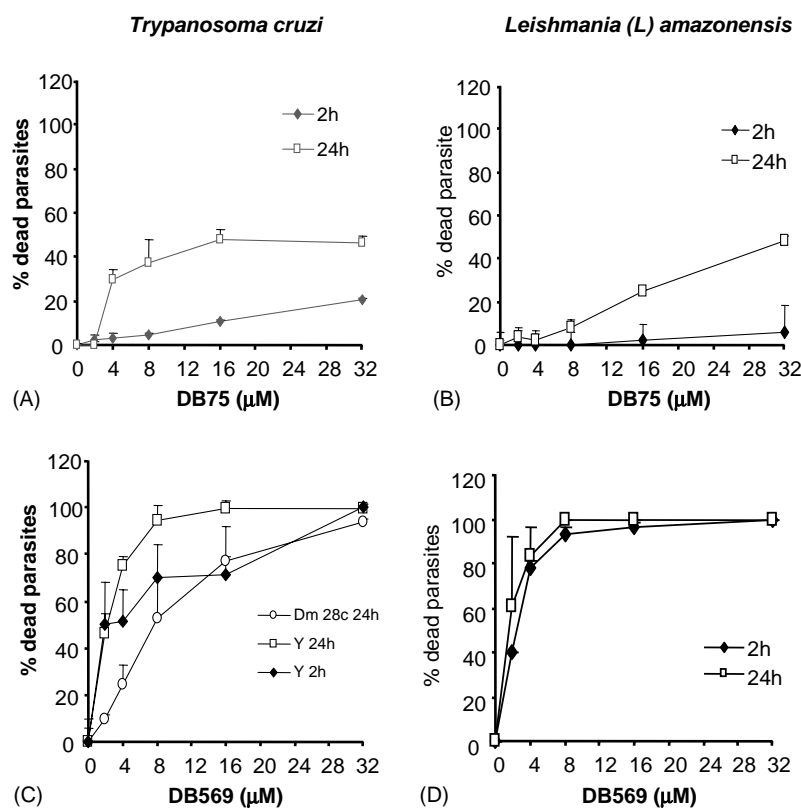 Trypanosoma cruzi
Leishmania (L) amazonensis
120
100
80
60
40
20
0
% dead parasites
2h
24h
0 4 8 12 16 20 24 28 32
DB75 (µM)
(A)
120
100
80
60
40
20
0
% dead parasite
2h
24h
0 4 8 12 16 20 24 28 32
DB75 (µM)
(B)
120
100
80
60
40
20
0
% dead parasites
Dm 28c 24h
Y 24h
Y 2h
0 4 8 12 16 20 24 28 32
DB569 (µM)
(C)
120
100
80
60
40
20
0
% dead parasites
2h
24h
0 4 8 12 16 20 24 28 32
DB569 (µM)
(D)